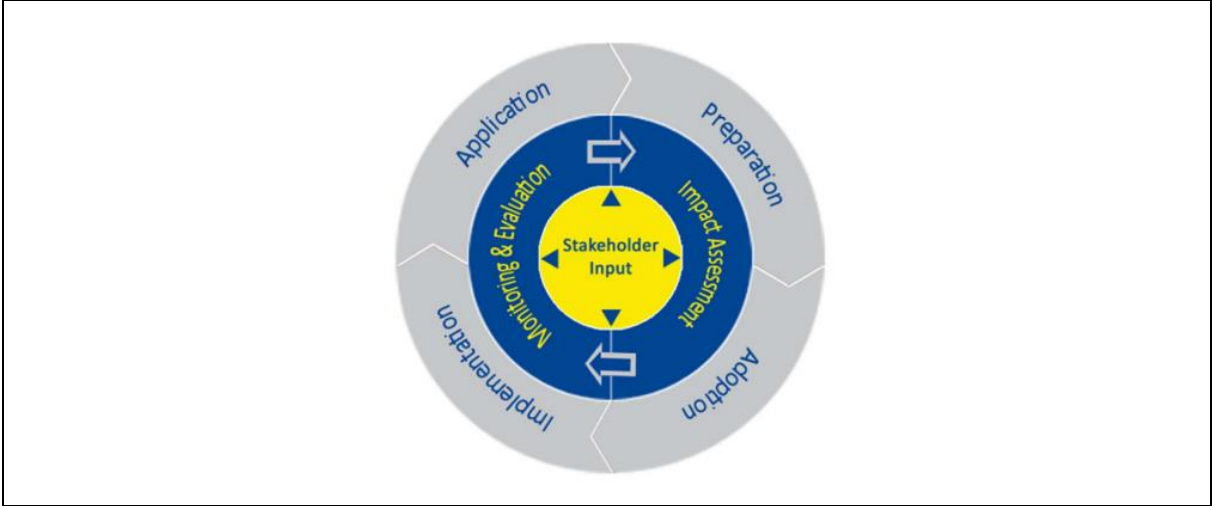 Application
Preparation
Monitoring & Evaluation
Impact Assessment
Stakeholder
Input
Implementation
Adoption